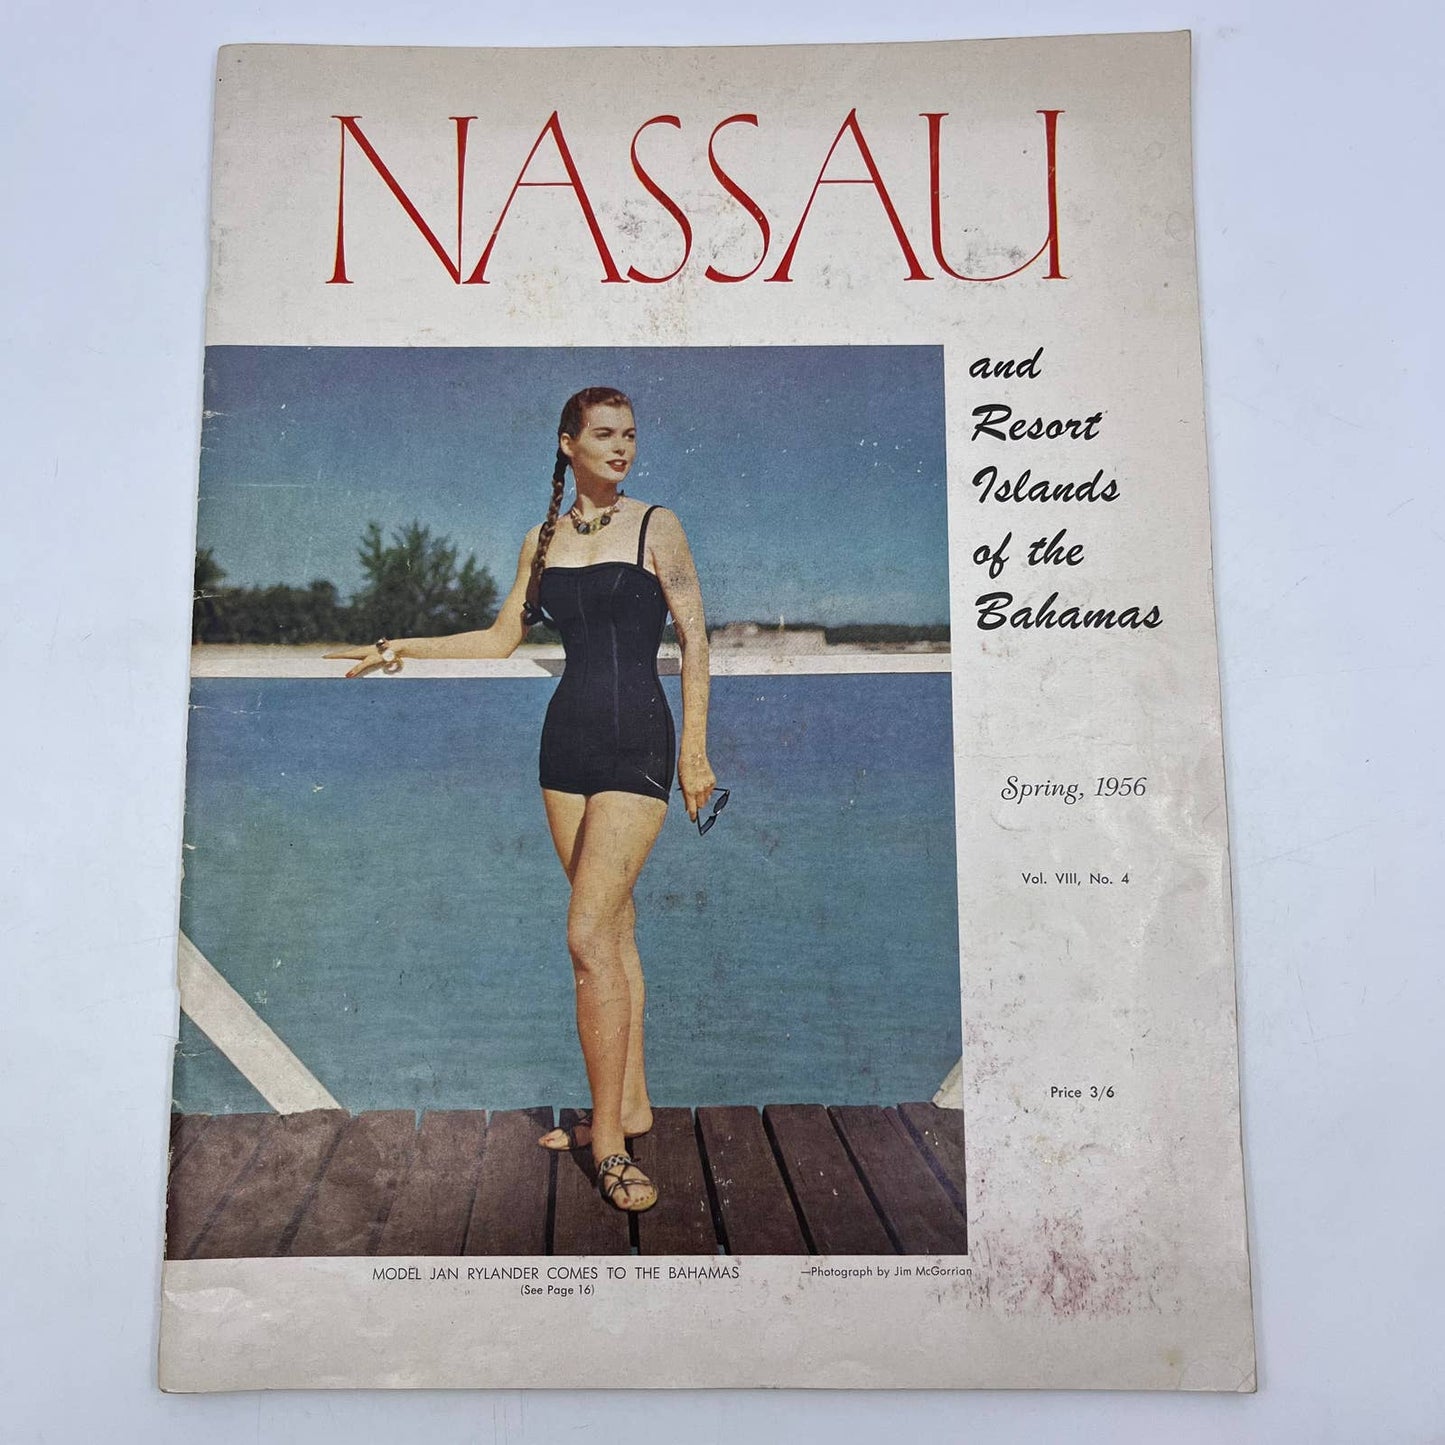 NASSAU
and
Resort
Islands
of the
Bahamas
Spring, 1956
Vol. VIII, No. 4
Price 3/6
MODEL JAN RYLANDER COMES TO THE BAHAMAS
(See Page 16)
—Photograph by Jim McGorrian